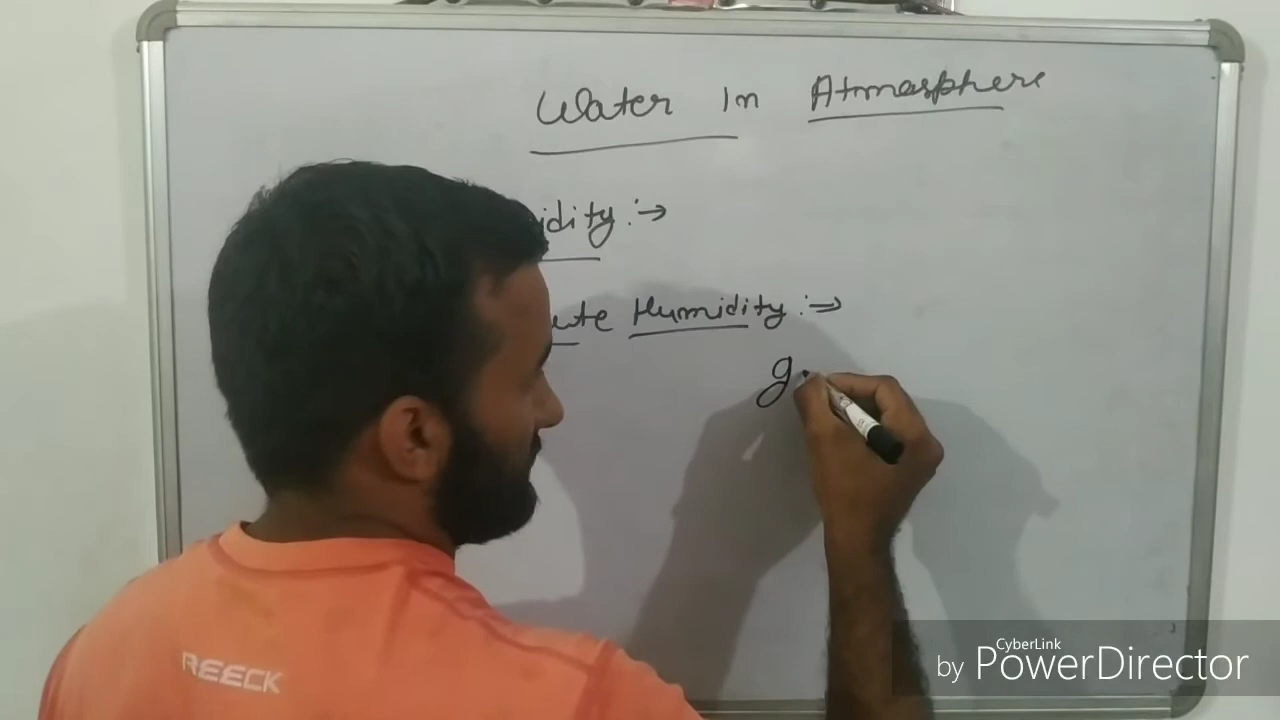 Water In Atmosphere
idity :→
ute Humidity :⇒
g
REECK
CyberLink
by PowerDirector